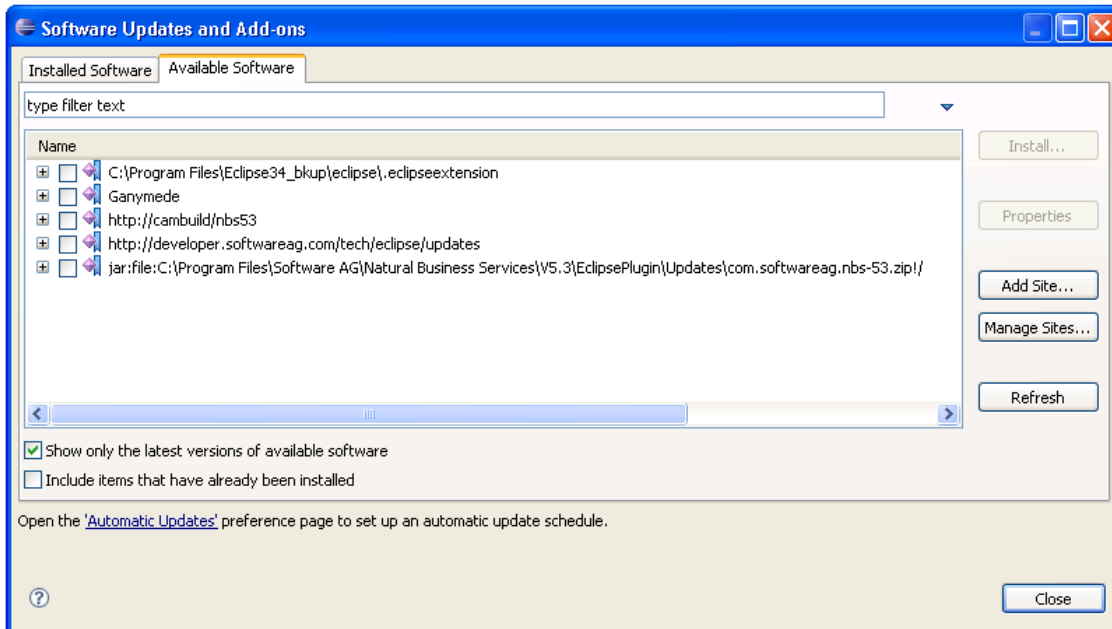 Software Updates and Add-ons
Installed Software
Available Software
type filter text
Name
C:\Program Files\Eclipse34_bkup\eclipse\.eclipseextension
Ganymede
http://cambuild/nbs53
http://developer.softwareag.com/tech/eclipse/updates
jar:file:C:\Program Files\Software AG\Natural Business Services\V5.3\EclipsePlugin\Updates\com.softwareag.nbs-53.zip!/
Install...
Properties
Add Site...
Manage Sites...
Refresh
Show only the latest versions of available software
Include items that have already been installed
Open the 'Automatic Updates' preference page to set up an automatic update schedule.
?
Close